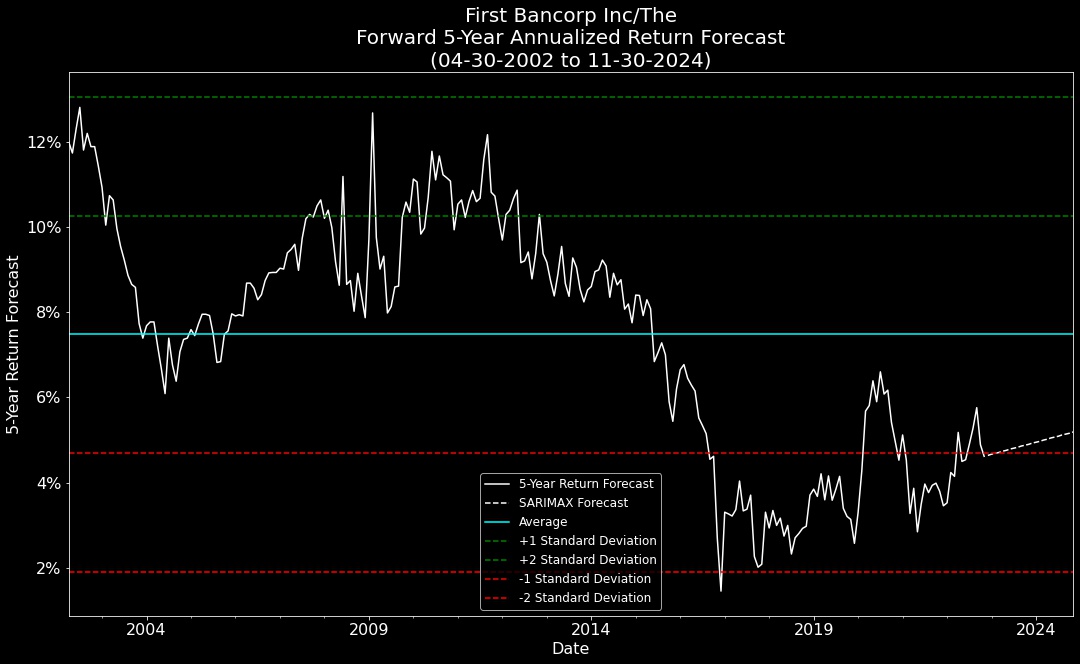 First Bancorp Inc/The
Forward 5-Year Annualized Return Forecast
(04-30-2002 to 11-30-2024)
5-Year Return Forecast
12%
10%
8%
6%
4%
2%
5-Year Return Forecast
SARIMAX Forecast
Average
+1 Standard Deviation
+2 Standard Deviation
-1 Standard Deviation
-2 Standard Deviation
2004
2009
2014
2019
2024
Date